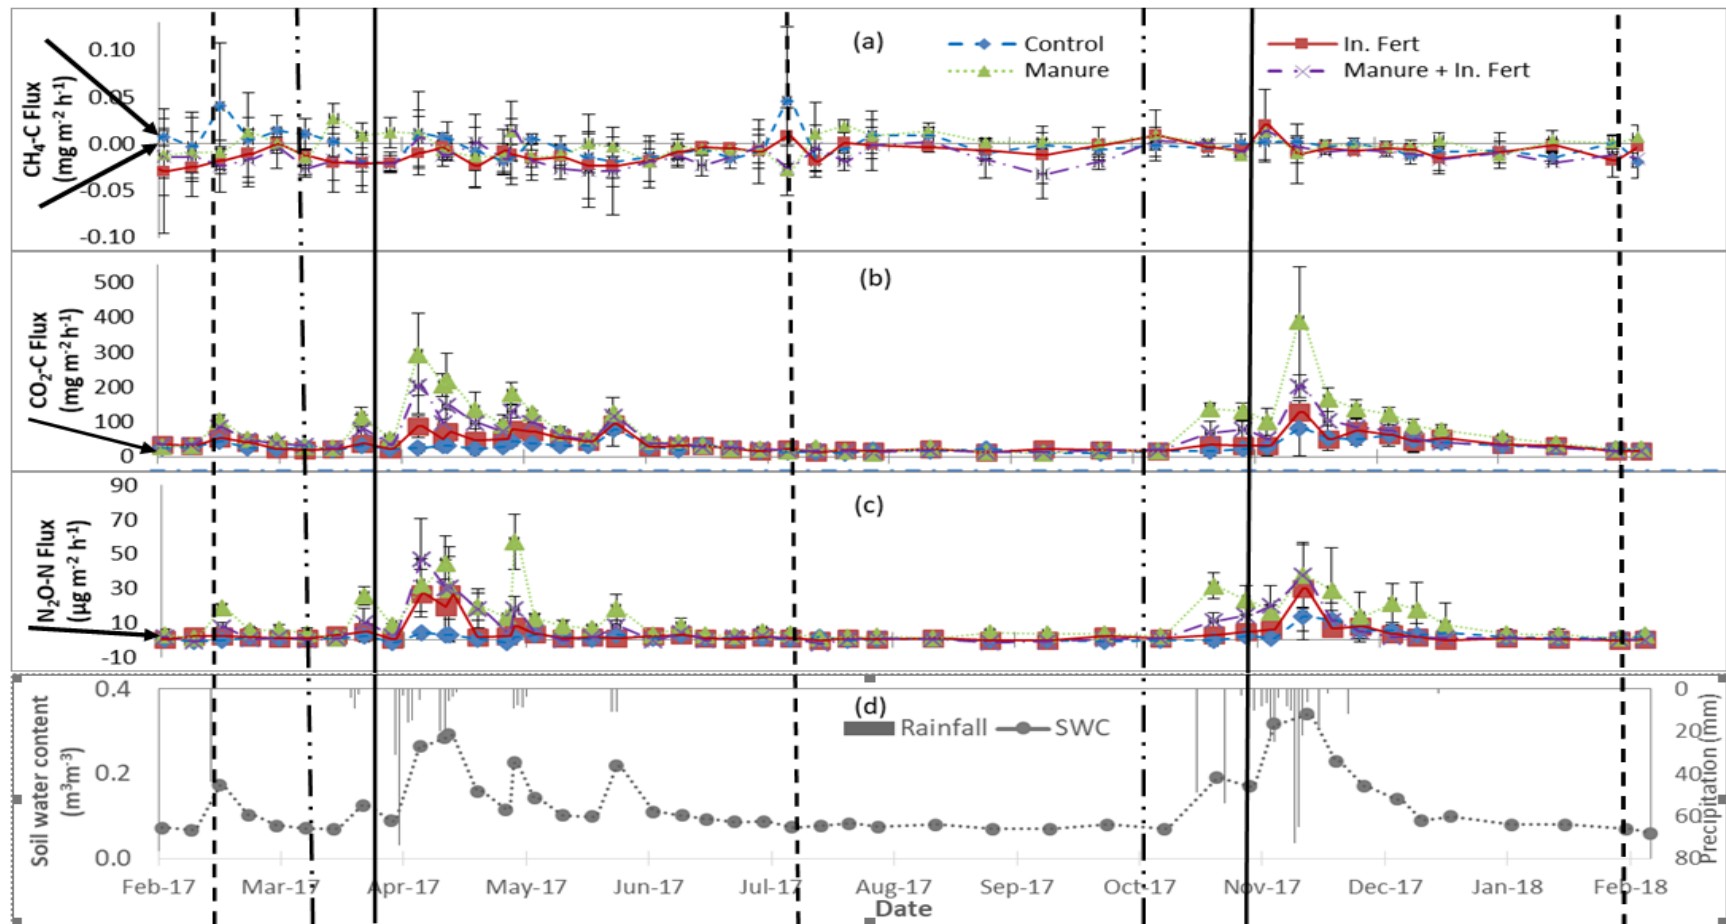 (a)
Control
In. Fert
Manure
Manure + In. Fert
CH4-C Flux
(mg m-2 h-1)
0.10
0.05
0.00
-0.05
-0.10
(b)
CO2-C Flux
(mg m-2 h-1)
500
400
300
200
100
0
(c)
N2O-N Flux
(µg m-2 h-1)
90
70
50
30
10
-10
(d)
Rainfall
SWC
Soil water content
(m3m-3)
0.4
0.2
0.0
Precipitation (mm)
0
20
40
60
80
Feb-17 Mar-17 Apr-17 May-17 Jun-17 Jul-17 Aug-17 Sep-17 Oct-17 Nov-17 Dec-17 Jan-18 Feb-18
Date